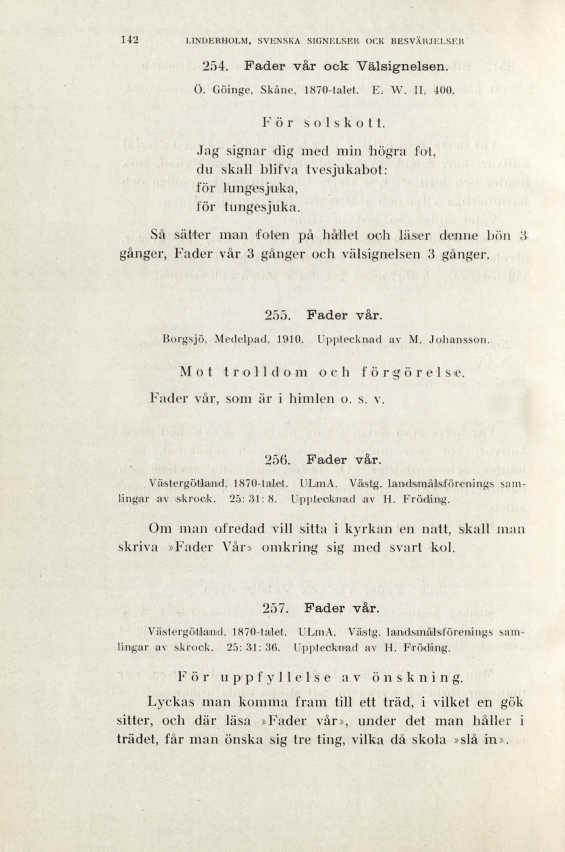 142 LINDERHOLM, SVENSKA SIGNELSER OCK BESVÄRJELSER
254. Fader vår ock Välsignelsen.
Ö. Göinge, Skåne, 1870-talet. E. W. II, 400.
För solskott.
Jag signar dig med min högra fot,
du skall blifva tvesjukabot:
för lungesjuka,
för tungesjuka.
Så sätter man foten på hållet och läser denne bön 3
gånger, Fader vår 3 gånger och välsignelsen 3 gånger.
255. Fader vår.
Borgsjö, Medelpad, 1910. Upptecknad av M. Johansson.
Mot trolldom och förgörelse.
Fader vår, som är i himlen o. s. v.
256. Fader vår.
Västergötland, 1870-talet. ULmA. Västg. landsmålsförenings sam-
lingar av skrock. 25: 31: 8. Upptecknad av H. Fröding.
Om man ofredad vill sitta i kyrkan en natt, skall man
skriva »Fader Vår» omkring sig med svart kol.
257. Fader vår.
Västergötland, 1870-talet. ULmA. Västg. landsmålsförenings sam-
lingar av skrock. 25: 31: 36. Upptecknad av H. Fröding.
För uppfyllelse av önskning.
Lyckas man komma fram till ett träd, i vilket en gök
sitter, och där läsa »Fader vår», under det man håller i
trädet, får man önska sig tre ting, vilka då skola »slå in».